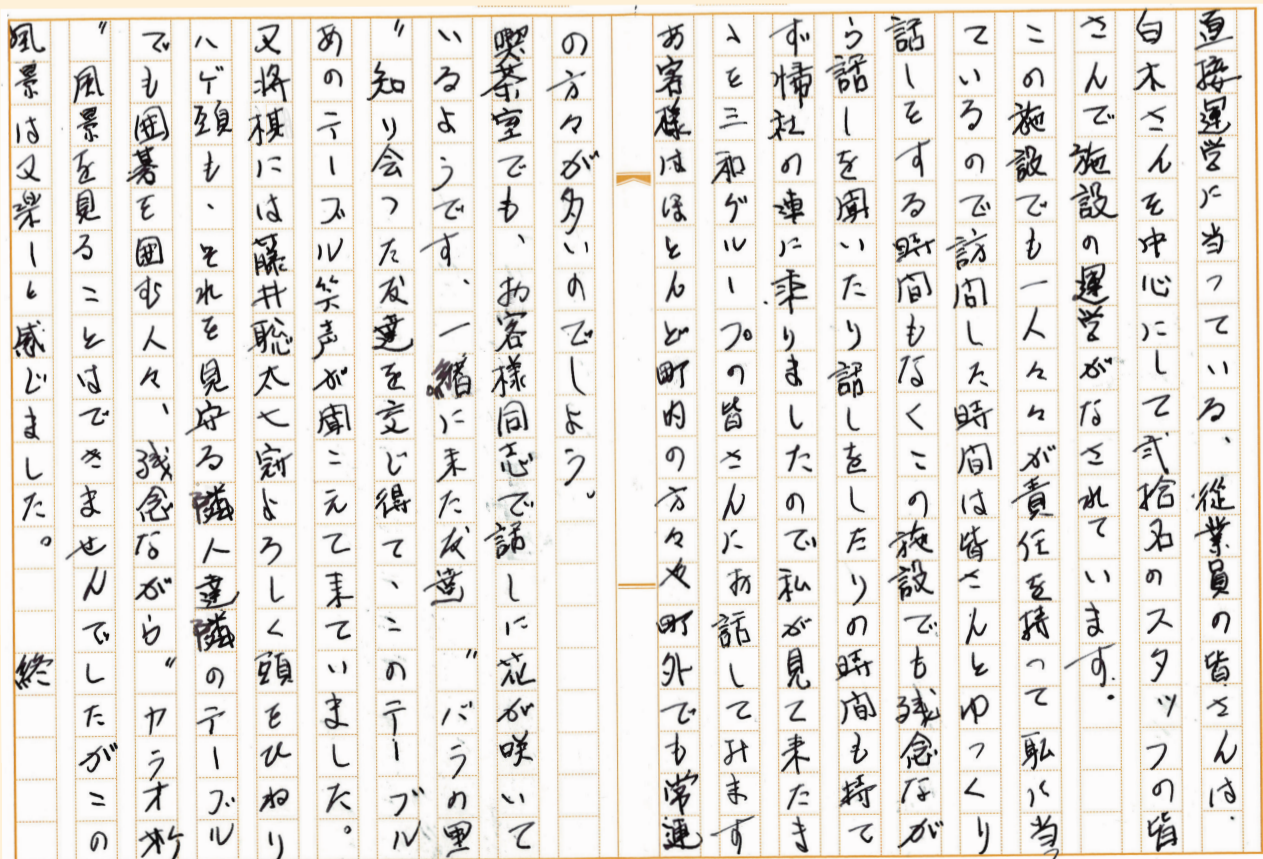 直接運営に当っている、従業員の皆さんは、
白木さんを中心にして弐拾名のスタッフの皆
さんで施設の運営がなされています。
この施設でも一人々々が責任を持って私に当
ているので訪問した時間は皆さんとゆっくり
話しをする時間もなくこの施設でも残念なが
ら話しを聞いたり話しをしたりの時間も持て
ず帰社の車に乗りましたので私が見て来たま
ゝを三和グループの皆さんにお話してみます
お客様はほとんど町内の方々や町外でも常連
の方々が多いのでしょう。
喫茶室でも、お客様同志で話しに花が咲いて
いるようです、一緒に来た友達〝バラの里
〝知り会った友達を交じ得て、このテーブル
あのテーブル笑声が聞こえて来ていました。
又将棋には藤井聡太七冠よろしく頭をひねり
ハゲ頭も、それを見守る隣人達隣のテーブル
でも囲碁を囲む人々、残念ながら〝カラオケ
〝風景を見ることはできませんでしたがこの
風景は又楽しと感じました。　　終